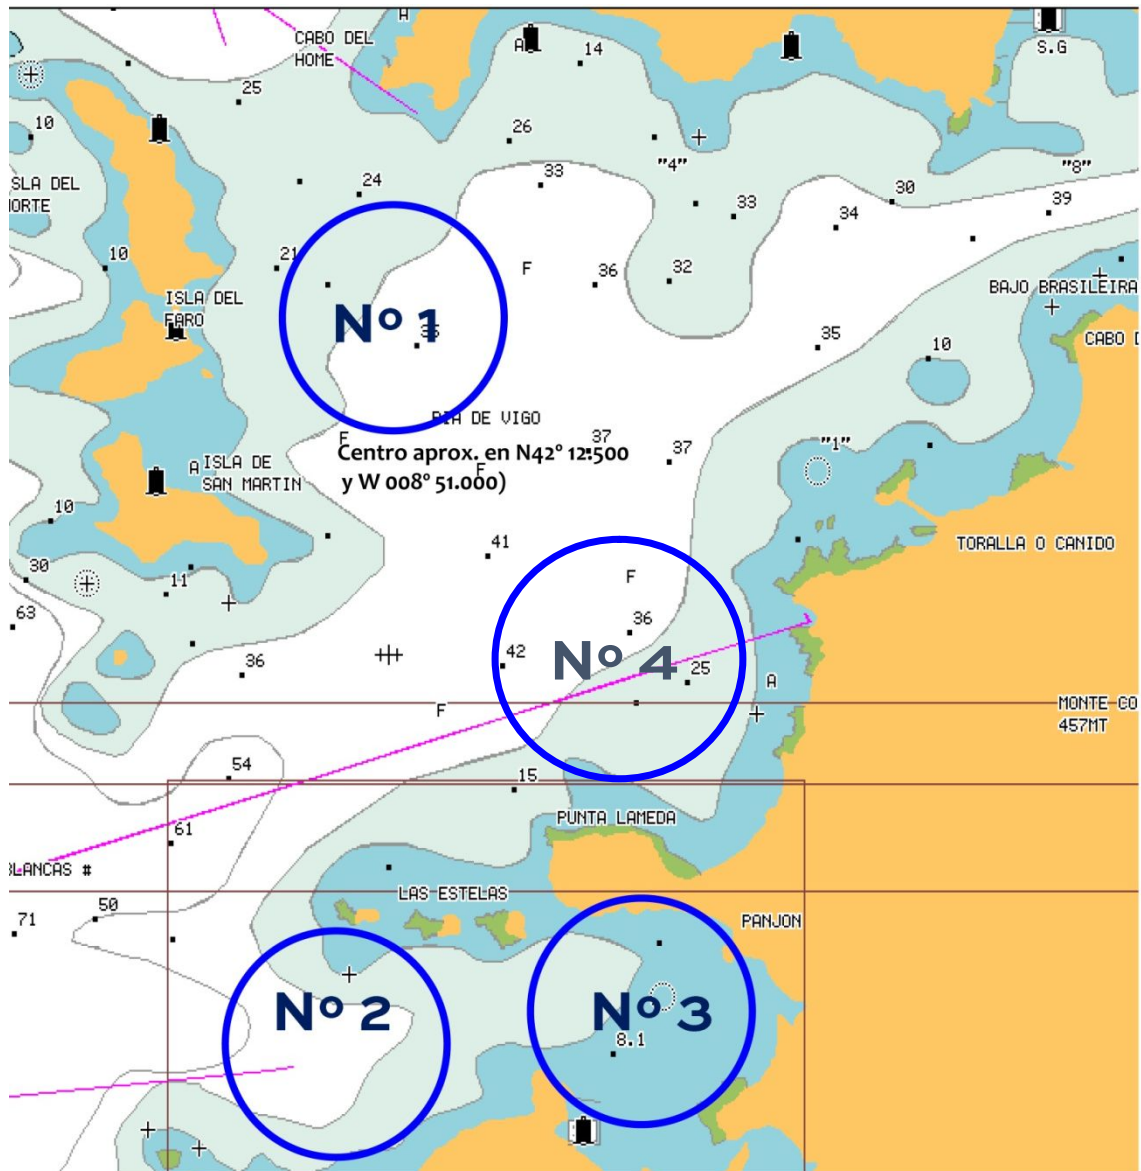 A
CABO DEL
HOME
A
14
S.G
25
10
26
"4"
"8"
ISLA DEL
NORTE
24
33
30
33
34
39
10
21
F
36
32
BAJO BRASILEIRA
ISLA DEL
FARO
Nº 1
35
35
10
CABO D
RIA DE VIGO
F
37
37
"1"
Centro aprox. en N42º 12.500
F
y W 008º 51.000)
A ISLA DE
SAN MARTIN
10
41
TORALLA O CANIDO
30
11
F
63
36
42
Nº 4
36
25
A
F
MONTE CO
457MT
54
15
61
PUNTA LAMEDA
BLANCAS #
LAS ESTELAS
50
71
PANJON
Nº 2
Nº 3
8.1